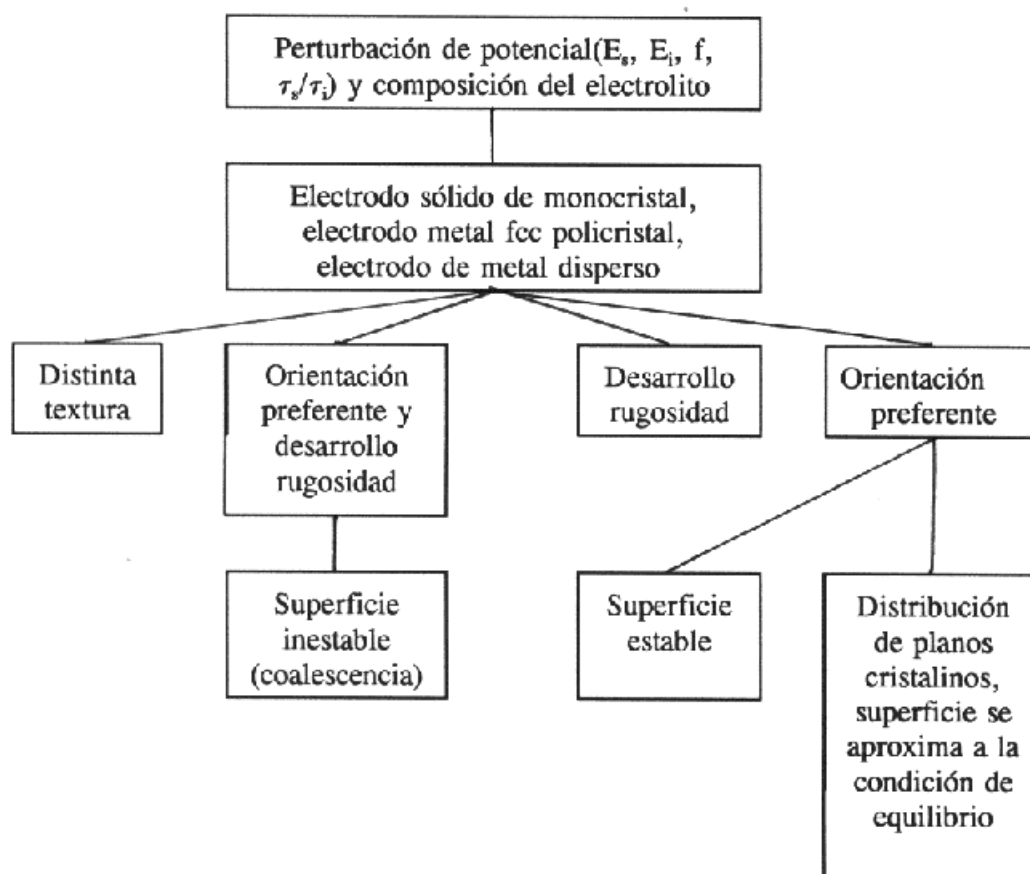 Perturbación de potencial(Eₛ, Eᵢ, f,
τₛ/τᵢ) y composición del electrolito
Electrodo sólido de monocristal,
electrodo metal fcc policristal,
electrodo de metal disperso
Distinta
textura
Orientación
preferente y
desarrollo
rugosidad
Desarrollo
rugosidad
Orientación
preferente
Superficie
inestable
(coalescencia)
Superficie
estable
Distribución
de planos
cristalinos,
superficie se
aproxima a la
condición de
equilibrio